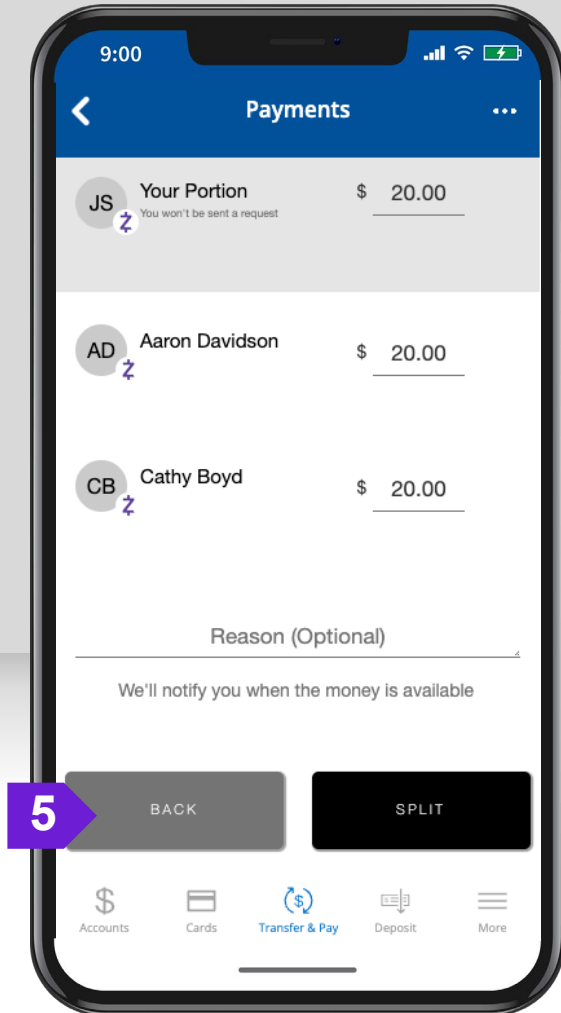 9:00
Payments
JS
Your Portion
You won't be sent a request
$ 20.00
AD
Aaron Davidson
$ 20.00
CB
Cathy Boyd
$ 20.00
Reason (Optional)
We'll notify you when the money is available
5
BACK
SPLIT
Accounts
Cards
Transfer & Pay
Deposit
More